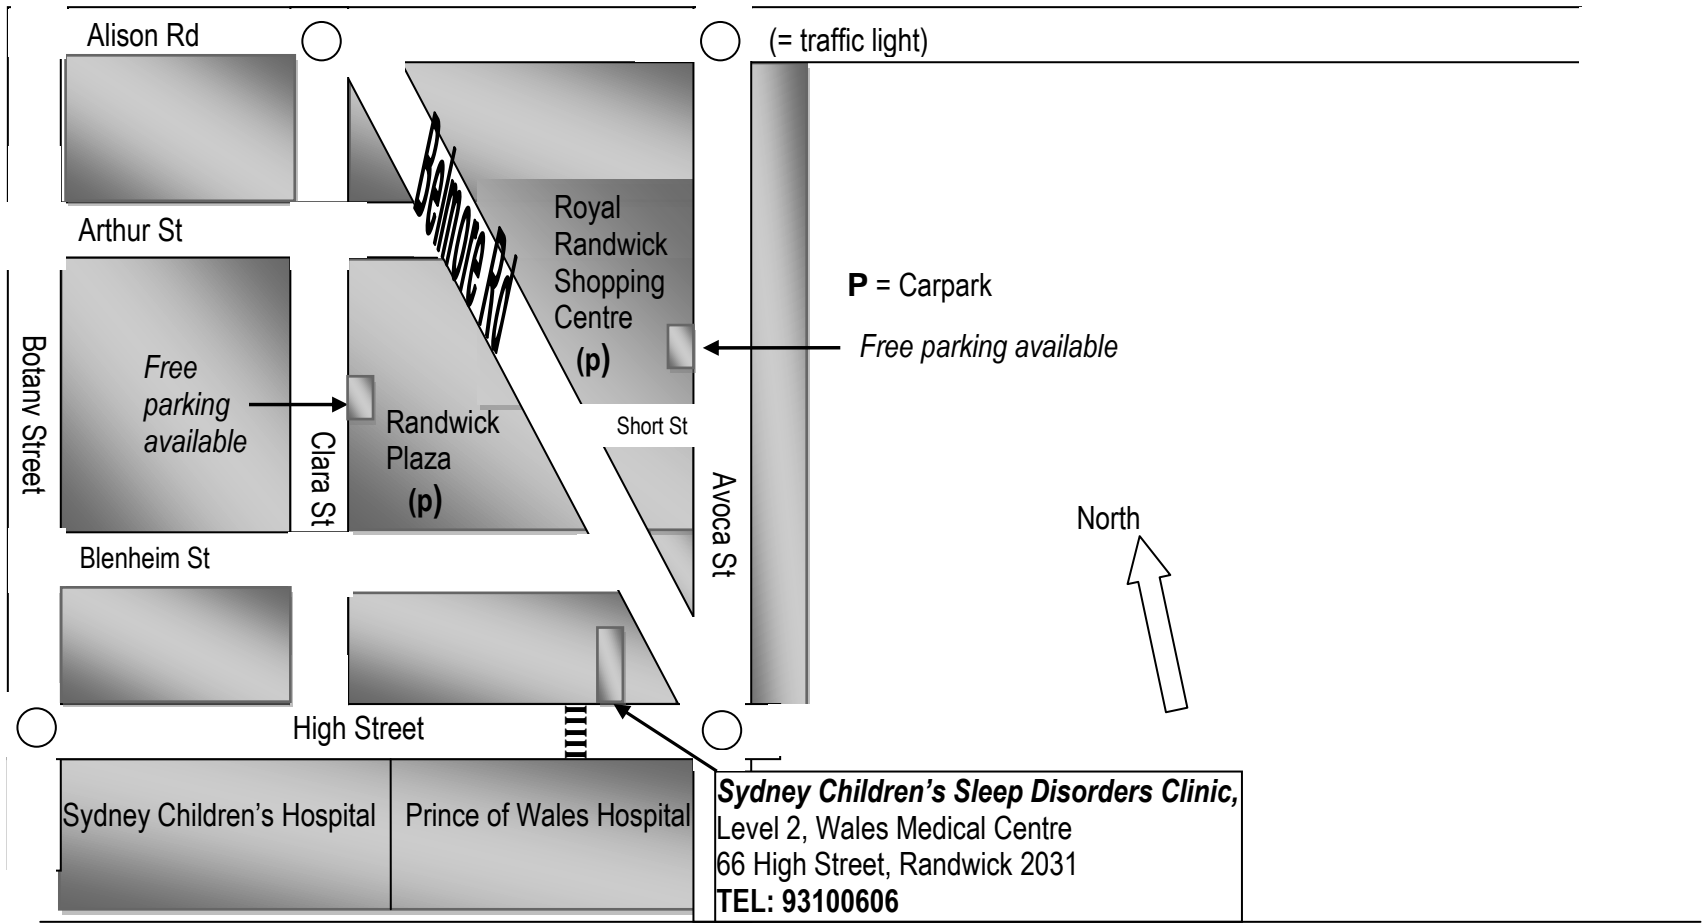 Alison Rd
(= traffic light)
Belmore Rd
Arthur St
Royal
Randwick
Shopping
Centre
(p)
P = Carpark
Free parking available
Botany Street
Free
parking
available
Clara St
Randwick
Plaza
(p)
Short St
Avoca St
North
Blenheim St
High Street
Sydney Children's Hospital
Prince of Wales Hospital
Sydney Children's Sleep Disorders Clinic,
Level 2, Wales Medical Centre
66 High Street, Randwick 2031
TEL: 93100606